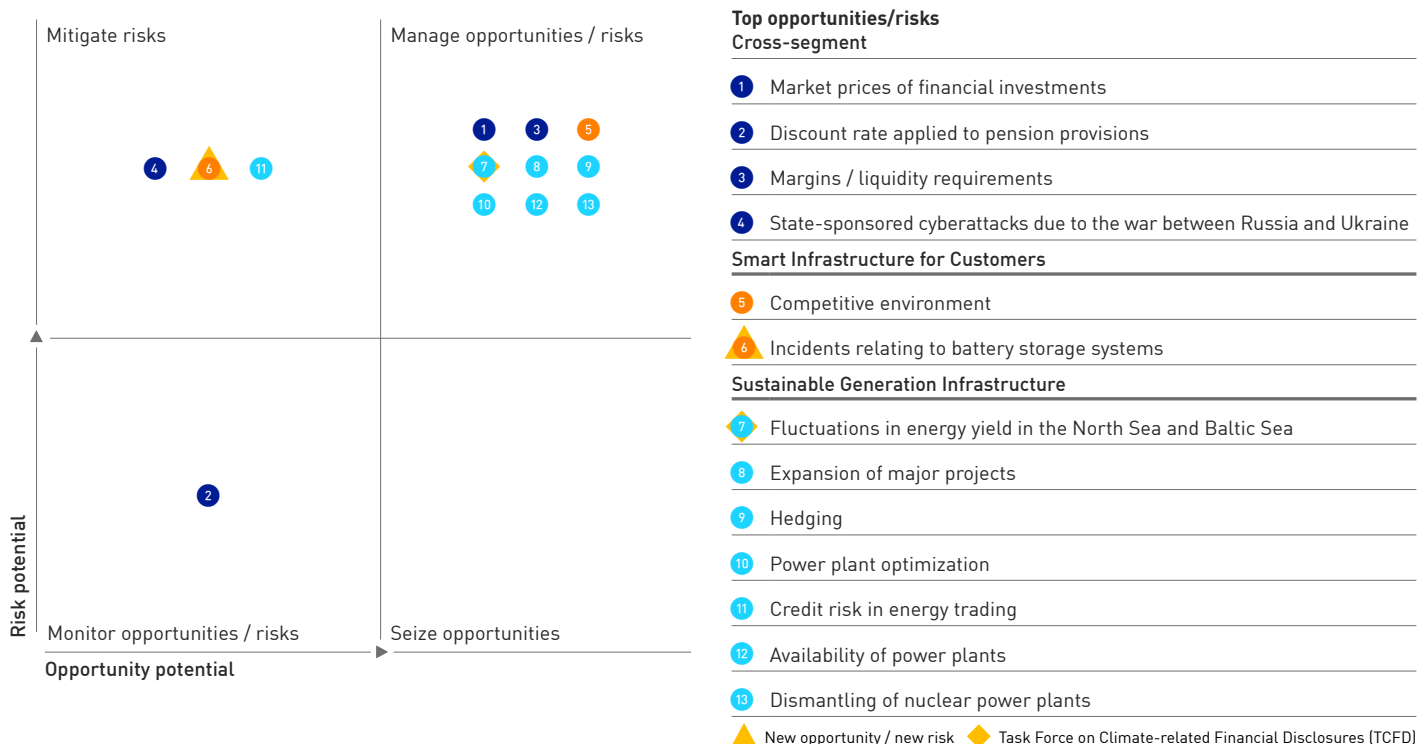 Mitigate risks
Manage opportunities / risks
1
3
5
4
6
11
7
8
9
10
12
13
2
Risk potential
Monitor opportunities / risks
Seize opportunities
Opportunity potential
Top opportunities/risks
Cross-segment
1 Market prices of financial investments
2 Discount rate applied to pension provisions
3 Margins / liquidity requirements
4 State-sponsored cyberattacks due to the war between Russia and Ukraine
Smart Infrastructure for Customers
5 Competitive environment
6 Incidents relating to battery storage systems
Sustainable Generation Infrastructure
7 Fluctuations in energy yield in the North Sea and Baltic Sea
8 Expansion of major projects
9 Hedging
10 Power plant optimization
11 Credit risk in energy trading
12 Availability of power plants
13 Dismantling of nuclear power plants
New opportunity / new risk Task Force on Climate-related Financial Disclosures (TCFD)